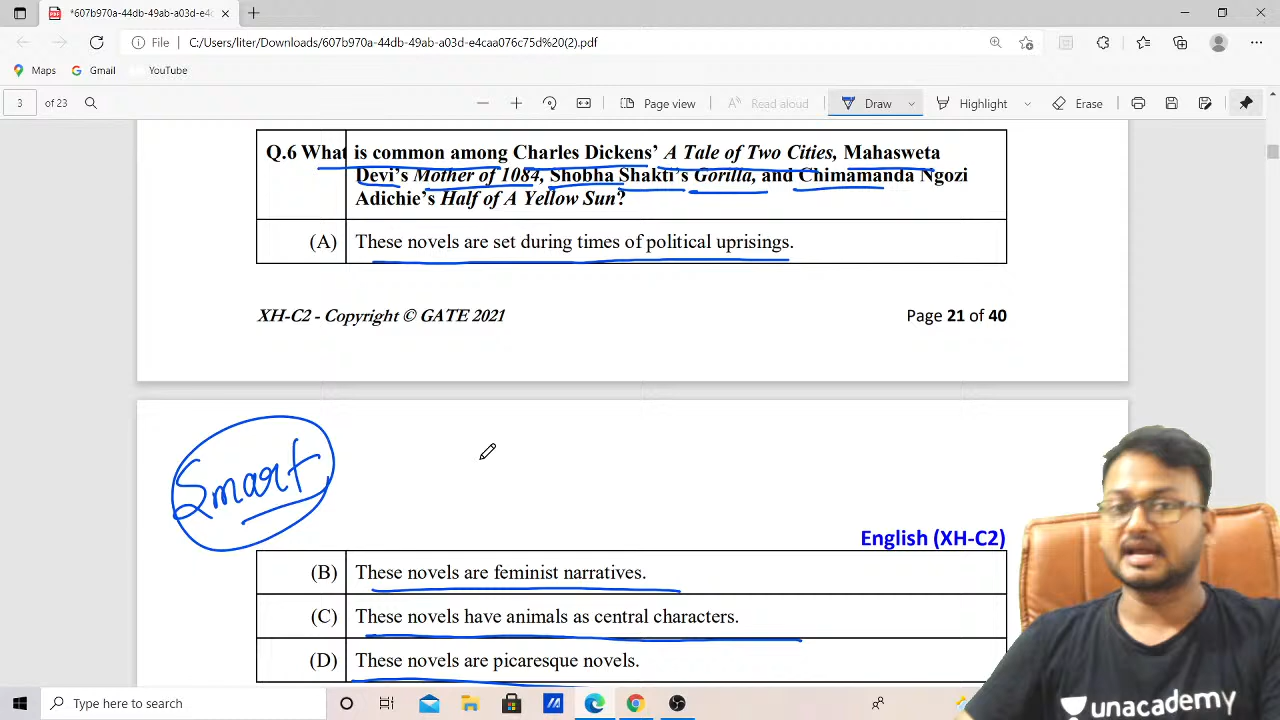 *607b970a-44db-49ab-a03d-e4caa076c75d
File
C:/Users/liter/Downloads/607b970a-44db-49ab-a03d-e4caa076c75d%20(2).pdf
Maps
Gmail
YouTube
3
of 23
Page view
Read aloud
Draw
Highlight
Erase
Q.6 What is common among Charles Dickens' A Tale of Two Cities, Mahasweta
Devi's Mother of 1084, Shobha Shakti's Gorilla, and Chimamanda Ngozi
Adichie's Half of A Yellow Sun?
(A) These novels are set during times of political uprisings.
XH-C2 - Copyright © GATE 2021
Page 21 of 40
Smart
English (XH-C2)
(B) These novels are feminist narratives.
(C) These novels have animals as central characters.
(D) These novels are picaresque novels.
unacademy
Type here to search